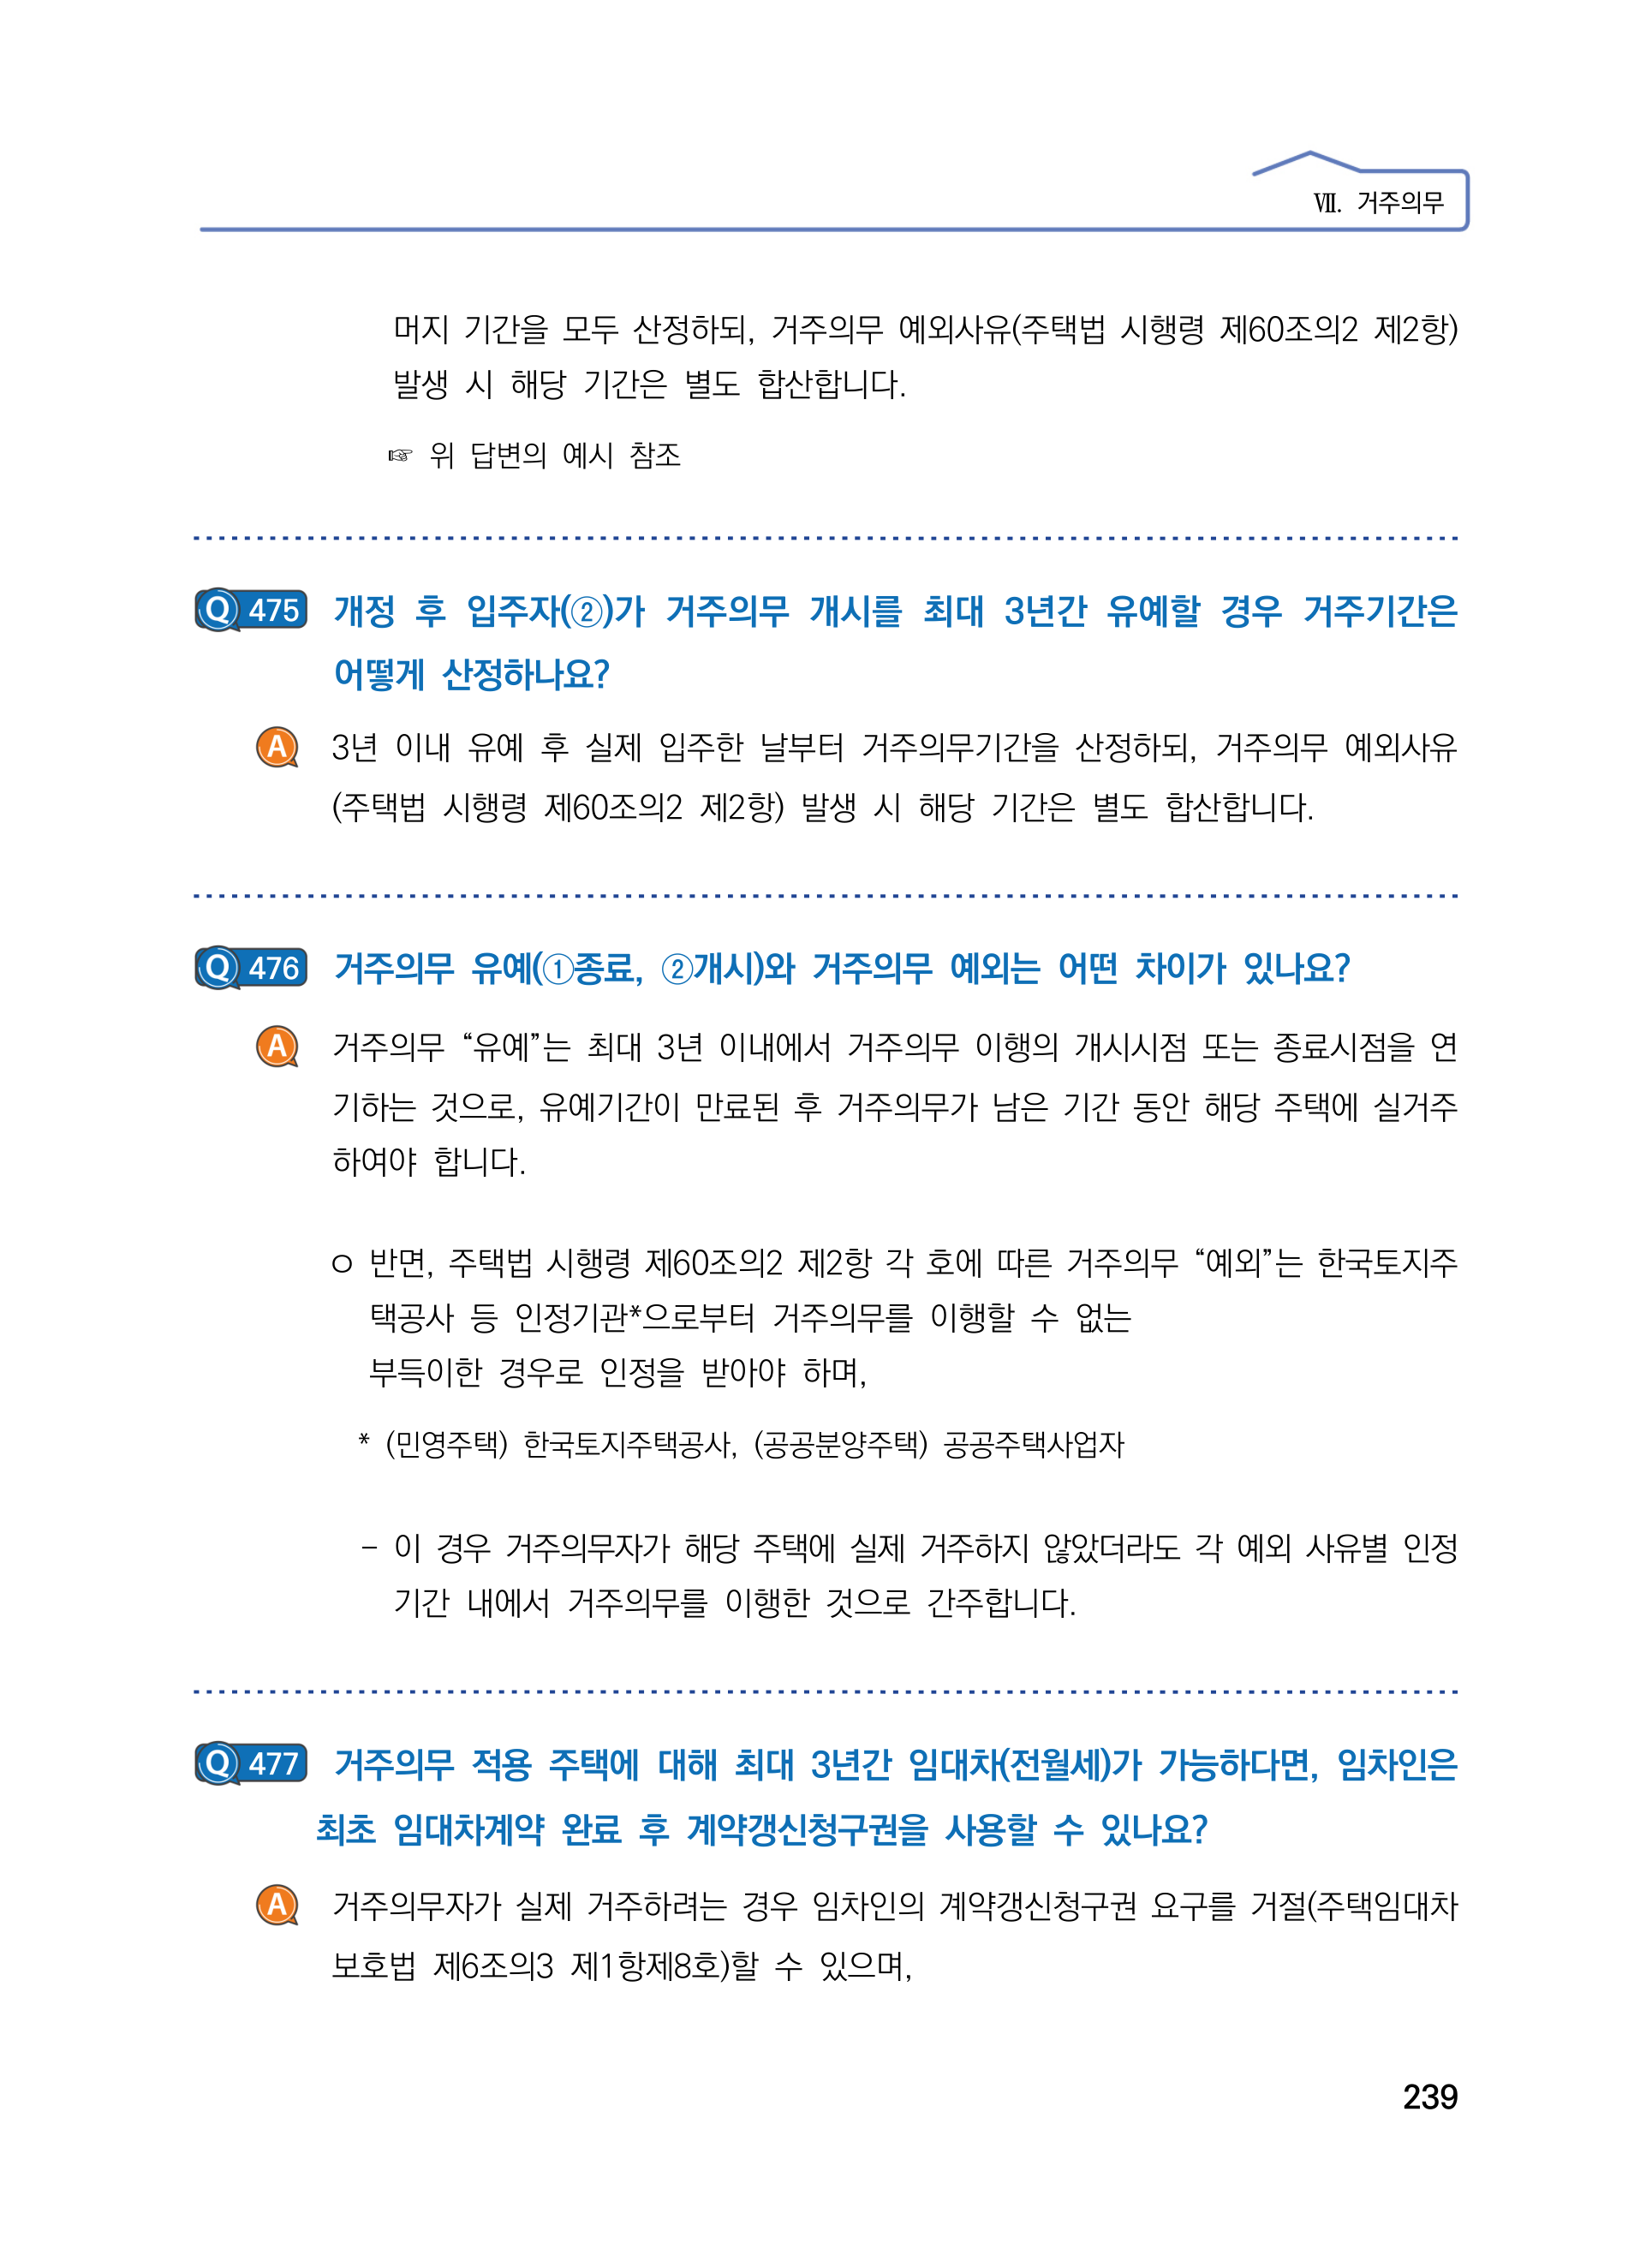 Ⅶ. 거주의무
머지 기간을 모두 산정하되, 거주의무 예외사유(주택법 시행령 제60조의2 제2항)
발생 시 해당 기간은 별도 합산합니다.
☞ 위 답변의 예시 참조
Q 475 개정 후 입주자(②)가 거주의무 개시를 최대 3년간 유예할 경우 거주기간은
어떻게 산정하나요?
A 3년 이내 유예 후 실제 입주한 날부터 거주의무기간을 산정하되, 거주의무 예외사유
(주택법 시행령 제60조의2 제2항) 발생 시 해당 기간은 별도 합산합니다.
Q 476 거주의무 유예(①종료, ②개시)와 거주의무 예외는 어떤 차이가 있나요?
A 거주의무 “유예”는 최대 3년 이내에서 거주의무 이행의 개시시점 또는 종료시점을 연
기하는 것으로, 유예기간이 만료된 후 거주의무가 남은 기간 동안 해당 주택에 실거주
하여야 합니다.
ㅇ 반면, 주택법 시행령 제60조의2 제2항 각 호에 따른 거주의무 “예외”는 한국토지주
택공사 등 인정기관*으로부터 거주의무를 이행할 수 없는
부득이한 경우로 인정을 받아야 하며,
* (민영주택) 한국토지주택공사, (공공분양주택) 공공주택사업자
- 이 경우 거주의무자가 해당 주택에 실제 거주하지 않았더라도 각 예외 사유별 인정
기간 내에서 거주의무를 이행한 것으로 간주합니다.
Q 477 거주의무 적용 주택에 대해 최대 3년간 임대차(전월세)가 가능하다면, 임차인은
최초 임대차계약 완료 후 계약갱신청구권을 사용할 수 있나요?
A 거주의무자가 실제 거주하려는 경우 임차인의 계약갱신청구권 요구를 거절(주택임대차
보호법 제6조의3 제1항제8호)할 수 있으며,
239